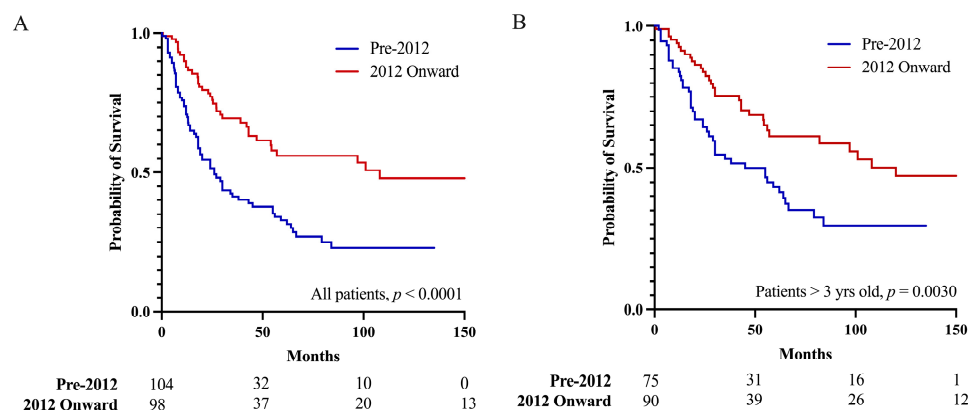 A
1.0
Pre-2012
2012 Onward
Probability of Survival
0.5
All patients, p < 0.0001
0.0
0 50 100 150
Months
Pre-2012 104 32 10 0
2012 Onward 98 37 20 13
B
1.0
Pre-2012
2012 Onward
Probability of Survival
0.5
Patients > 3 yrs old, p = 0.0030
0.0
0 50 100 150
Months
Pre-2012 75 31 16 1
2012 Onward 90 39 26 12